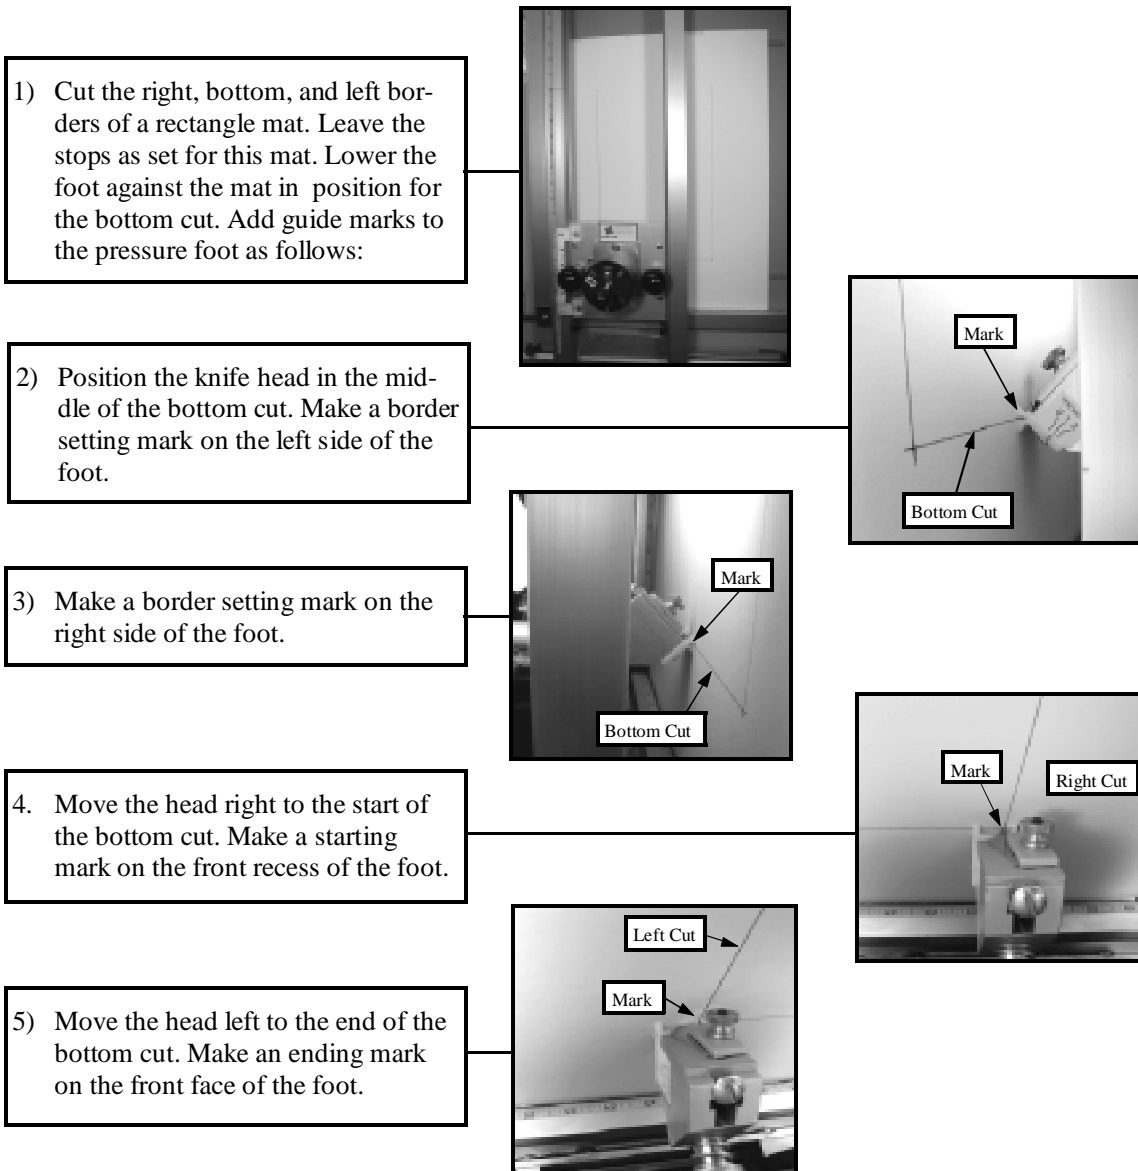 1) Cut the right, bottom, and left bor-
ders of a rectangle mat. Leave the
stops as set for this mat. Lower the
foot against the mat in  position for
the bottom cut. Add guide marks to
the pressure foot as follows:
2) Position the knife head in the mid-
dle of the bottom cut. Make a border
setting mark on the left side of the
foot.
Mark
Bottom Cut
3) Make a border setting mark on the
right side of the foot.
Mark
Bottom Cut
4. Move the head right to the start of
the bottom cut. Make a starting
mark on the front recess of the foot.
Mark
Right Cut
5) Move the head left to the end of the
bottom cut. Make an ending mark
on the front face of the foot.
Left Cut
Mark